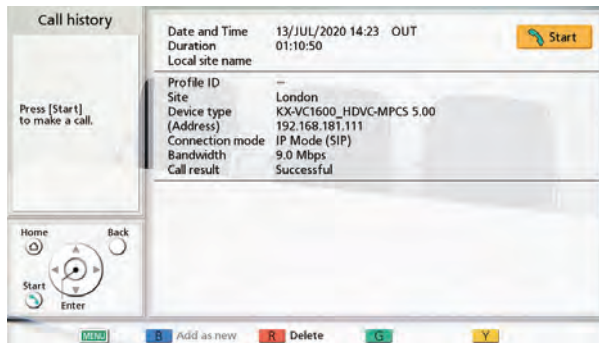 Call history
Press [Start]
to make a call.
Home
Back
Start
Enter
Date and Time 13/JUL/2020 14:23 OUT
Duration 01:10:50
Local site name
Start
Profile ID –
Site London
Device type KX-VC1600_HDVC-MPCS 5.00
(Address) 192.168.181.111
Connection mode IP Mode (SIP)
Bandwidth 9.0 Mbps
Call result Successful
MENU B Add as new R Delete G Y